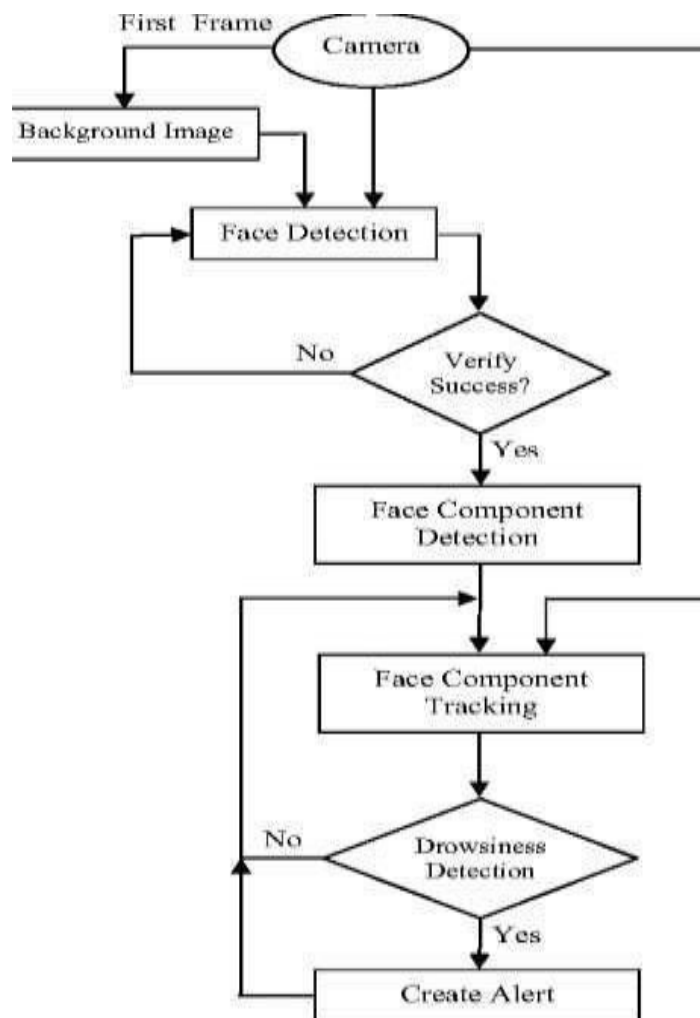 First Frame
Camera
Background Image
Face Detection
No
Verify
Success?
Yes
Face Component
Detection
Face Component
Tracking
No
Drowsiness
Detection
Yes
Create Alert